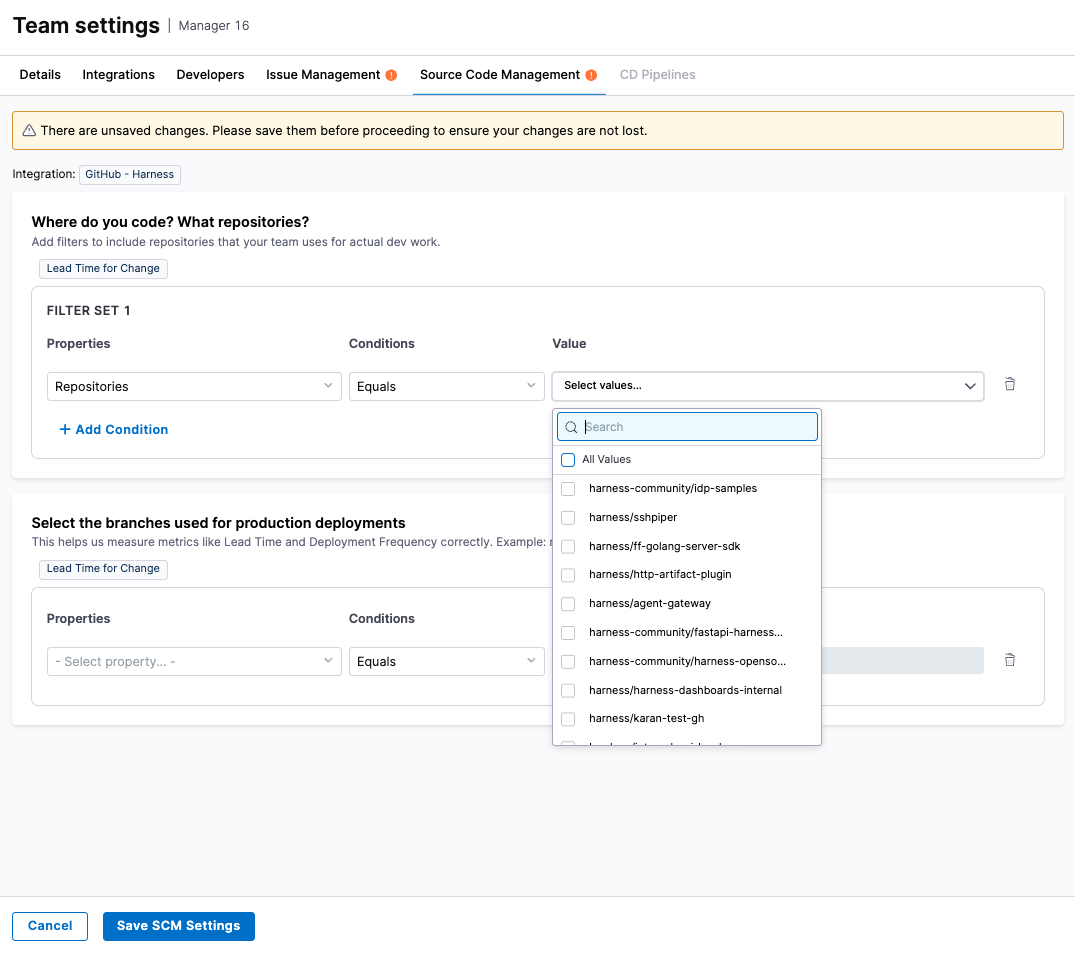 Team settings | Manager 16
Details Integrations Developers Issue Management ! Source Code Management ! CD Pipelines
There are unsaved changes. Please save them before proceeding to ensure your changes are not lost.
Integration: GitHub - Harness
Where do you code? What repositories?
Add filters to include repositories that your team uses for actual dev work.
Lead Time for Change
FILTER SET 1
Properties Conditions Value
Repositories Equals Select values...
+ Add Condition
Search
All Values
harness-community/idp-samples
harness/sshpiper
harness/ff-golang-server-sdk
harness/http-artifact-plugin
harness/agent-gateway
harness-community/fastapi-harness...
harness-community/harness-openso...
harness/harness-dashboards-internal
harness/karan-test-gh
Select the branches used for production deployments
This helps us measure metrics like Lead Time and Deployment Frequency correctly. Example:
Lead Time for Change
Properties Conditions
- Select property... - Equals
Cancel Save SCM Settings